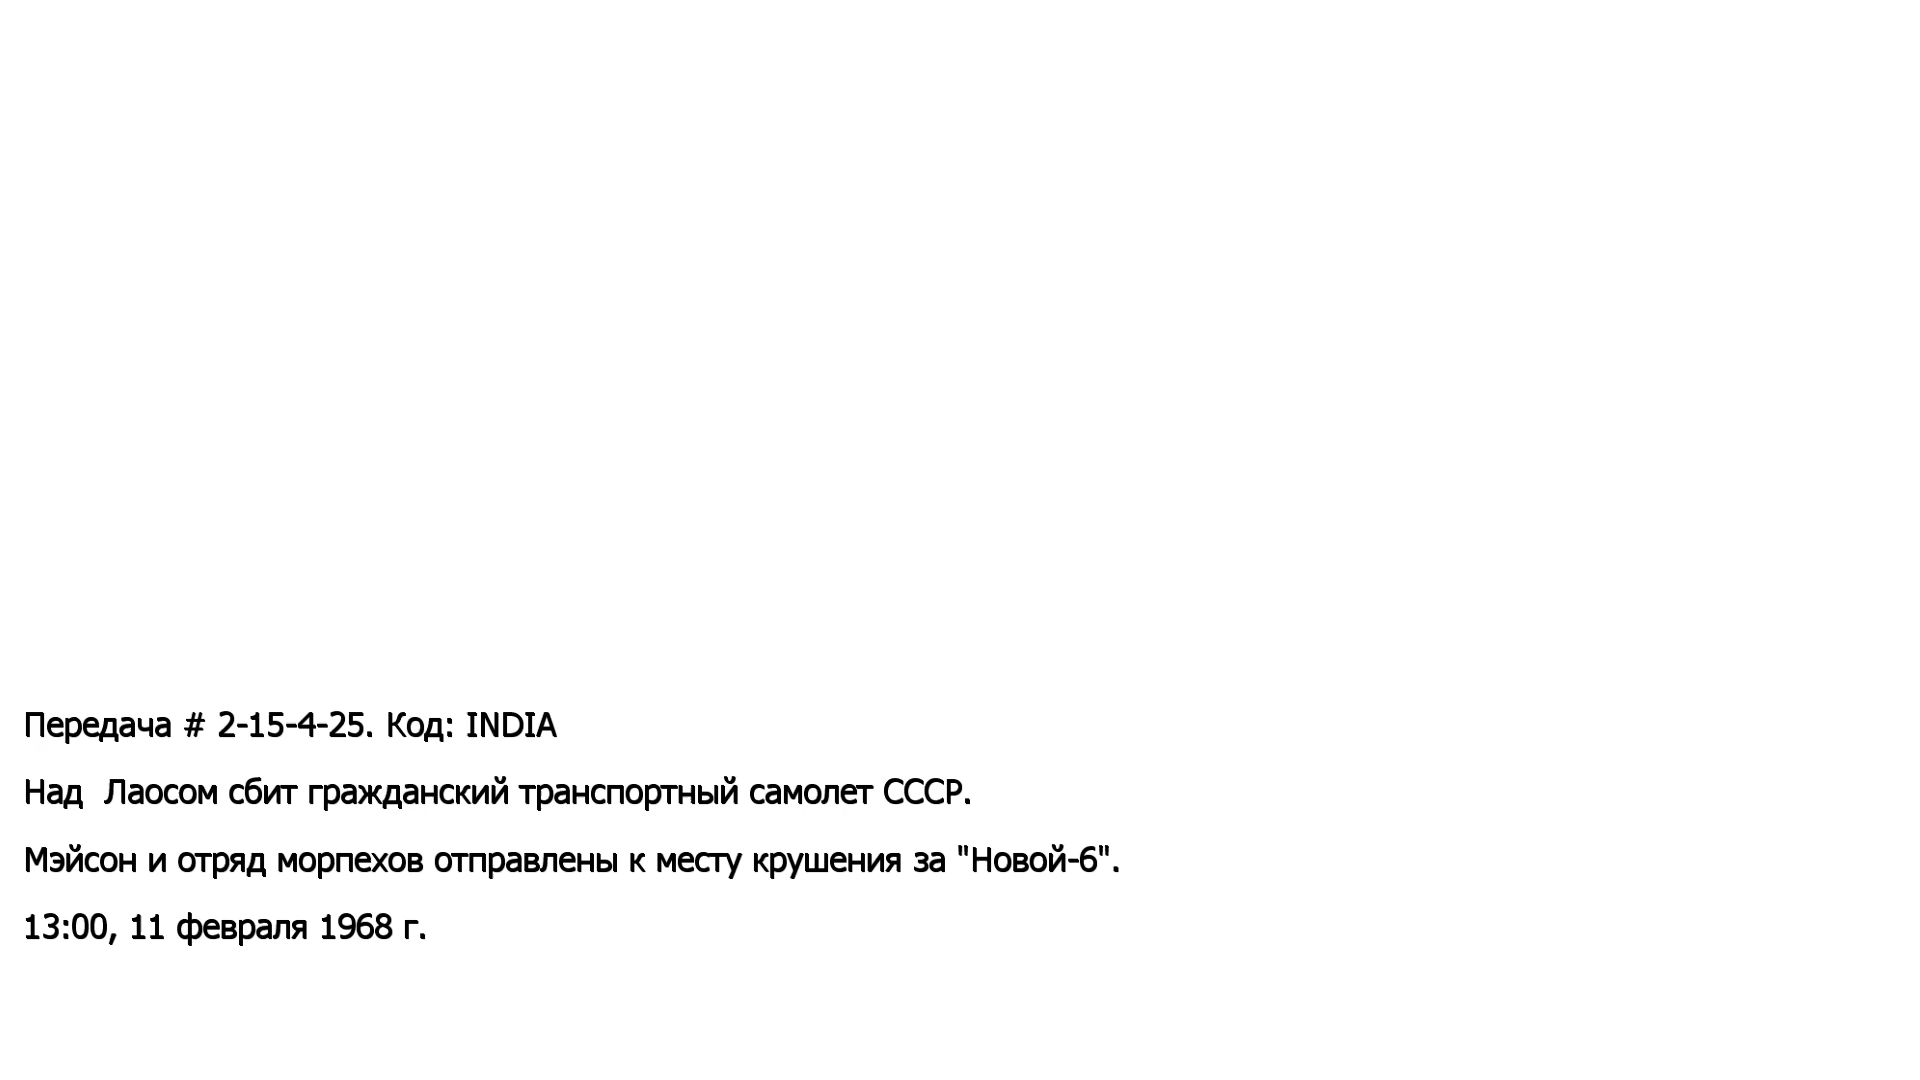 Передача # 2-15-4-25. Код: INDIA
Над  Лаосом сбит гражданский транспортный самолет СССР.
Мэйсон и отряд морпехов отправлены к месту крушения за "Новой-6".
13:00, 11 февраля 1968 г.